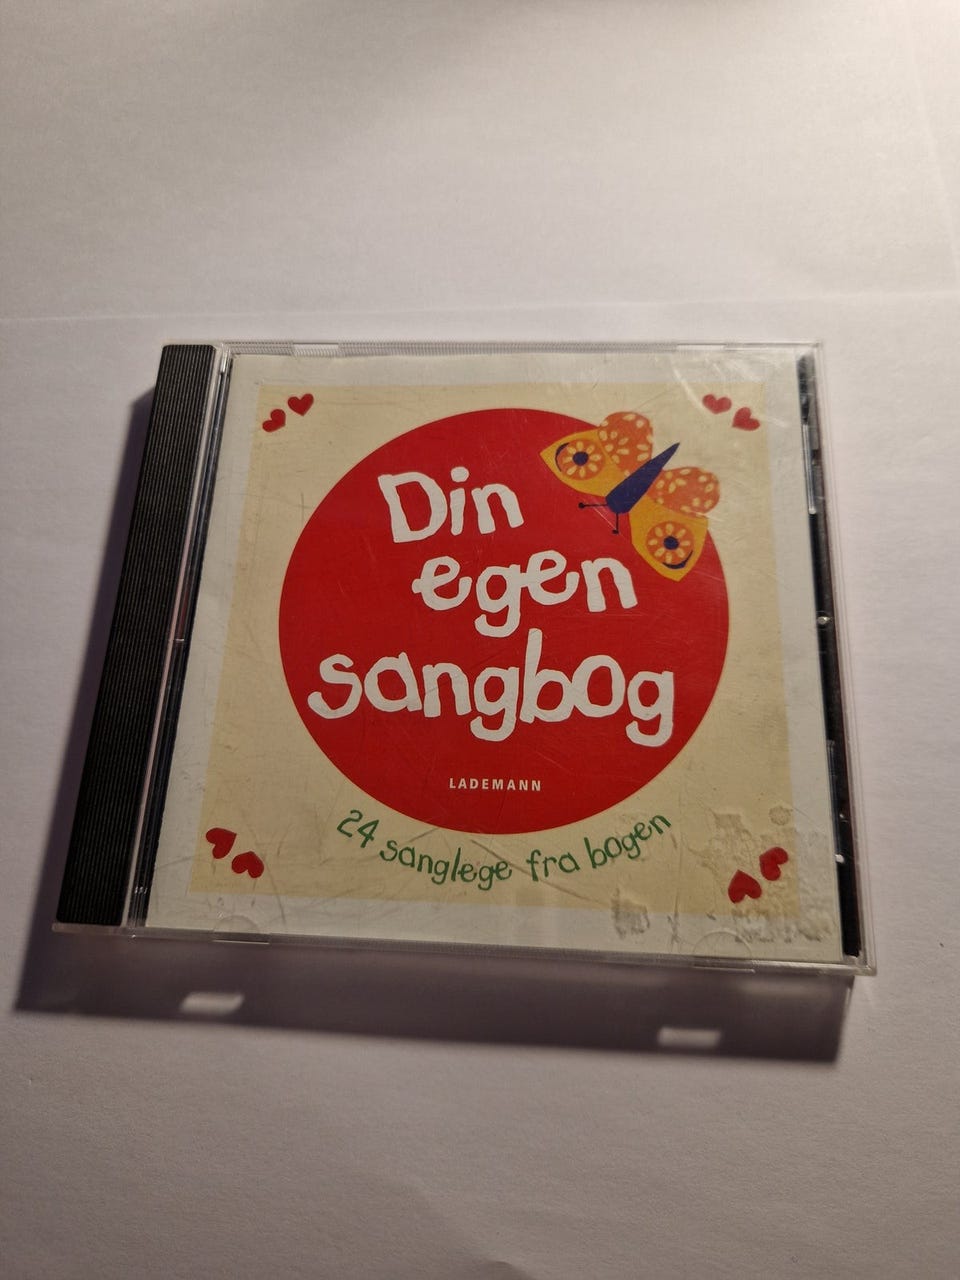 Din
egen
sangbog
LADEMANN
24 sanglege fra bogen